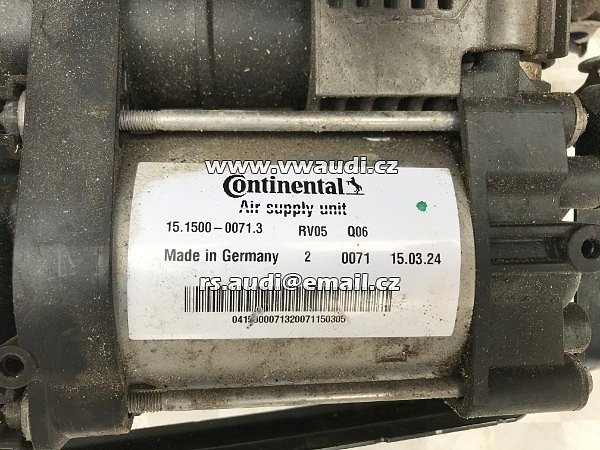 www.vwaudi.cz
Continental
Air supply unit
15.1500-0071.3 RV05 Q06
Made in Germany 2 0071 15.03.24
rs.audi@email.cz